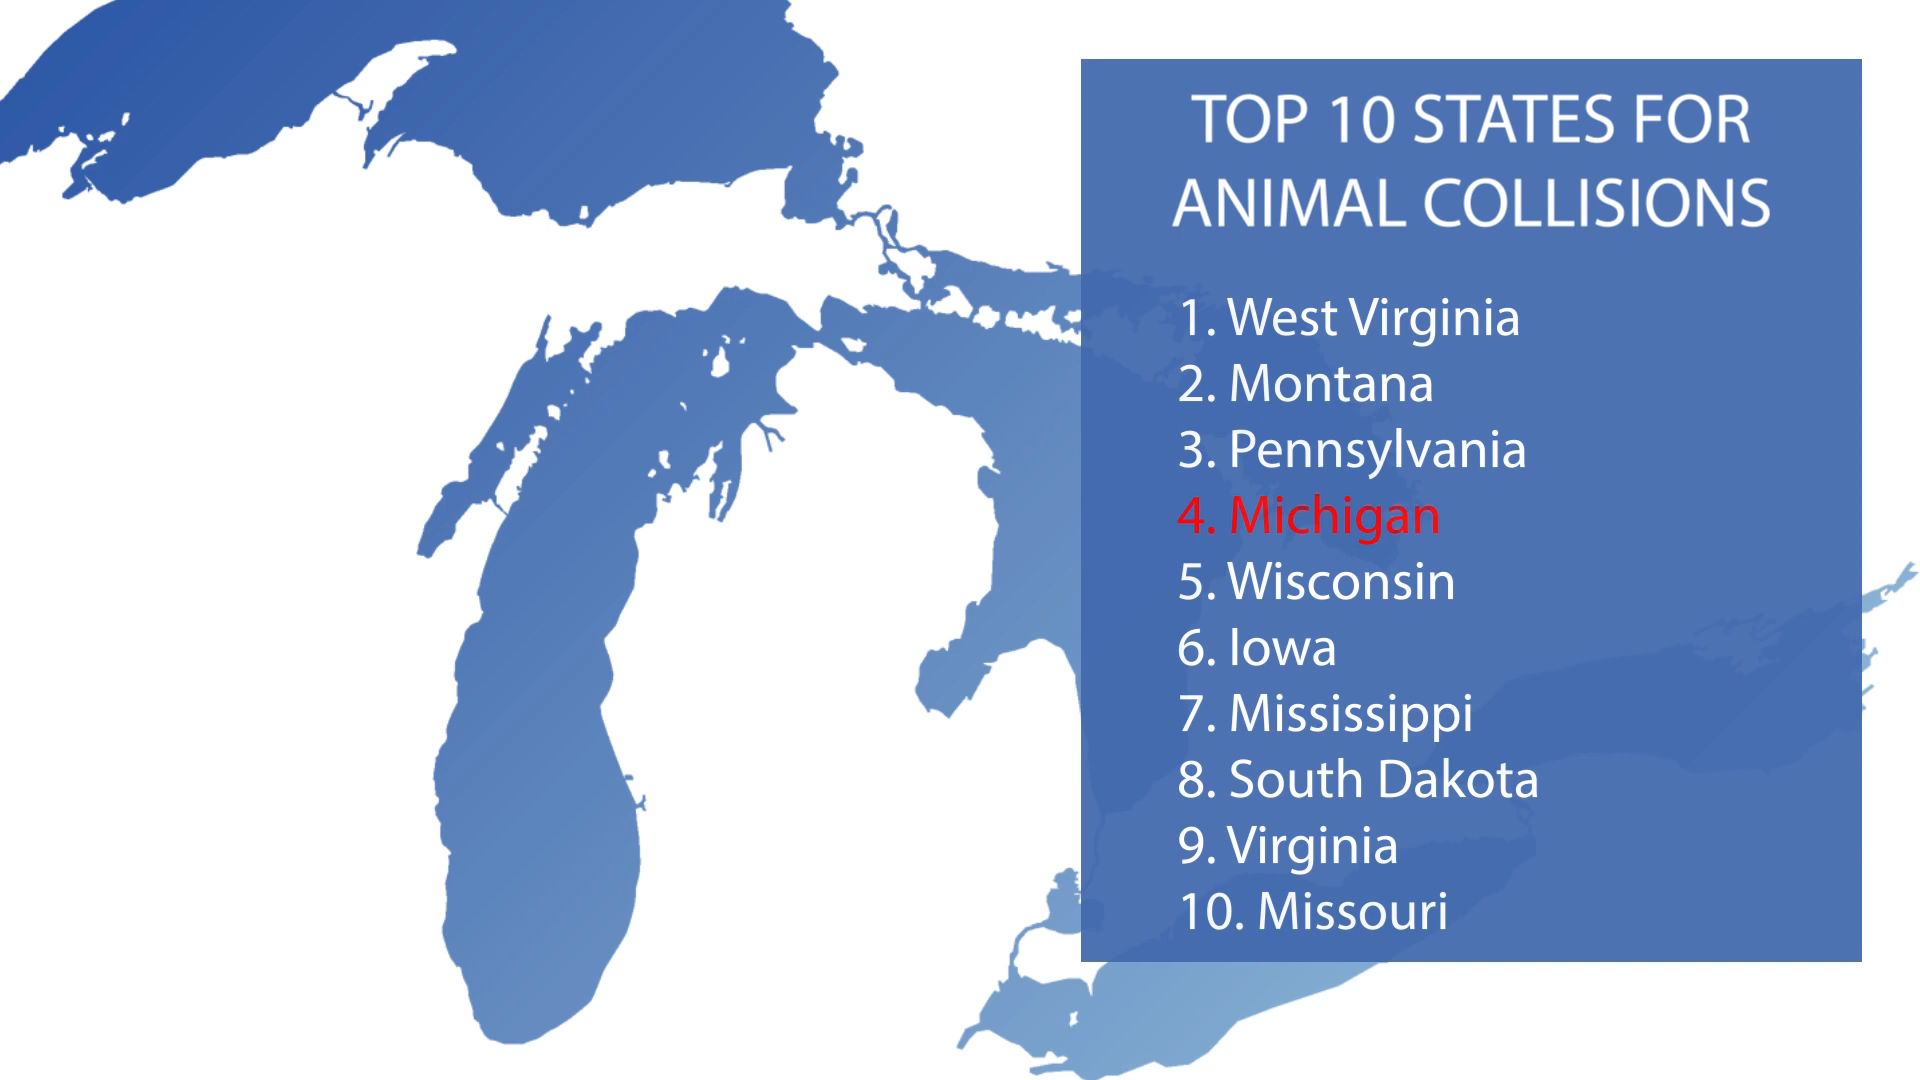 TOP 10 STATES FOR
ANIMAL COLLISIONS
1. West Virginia
2. Montana
3. Pennsylvania
4. Michigan
5. Wisconsin
6. Iowa
7. Mississippi
8. South Dakota
9. Virginia
10. Missouri